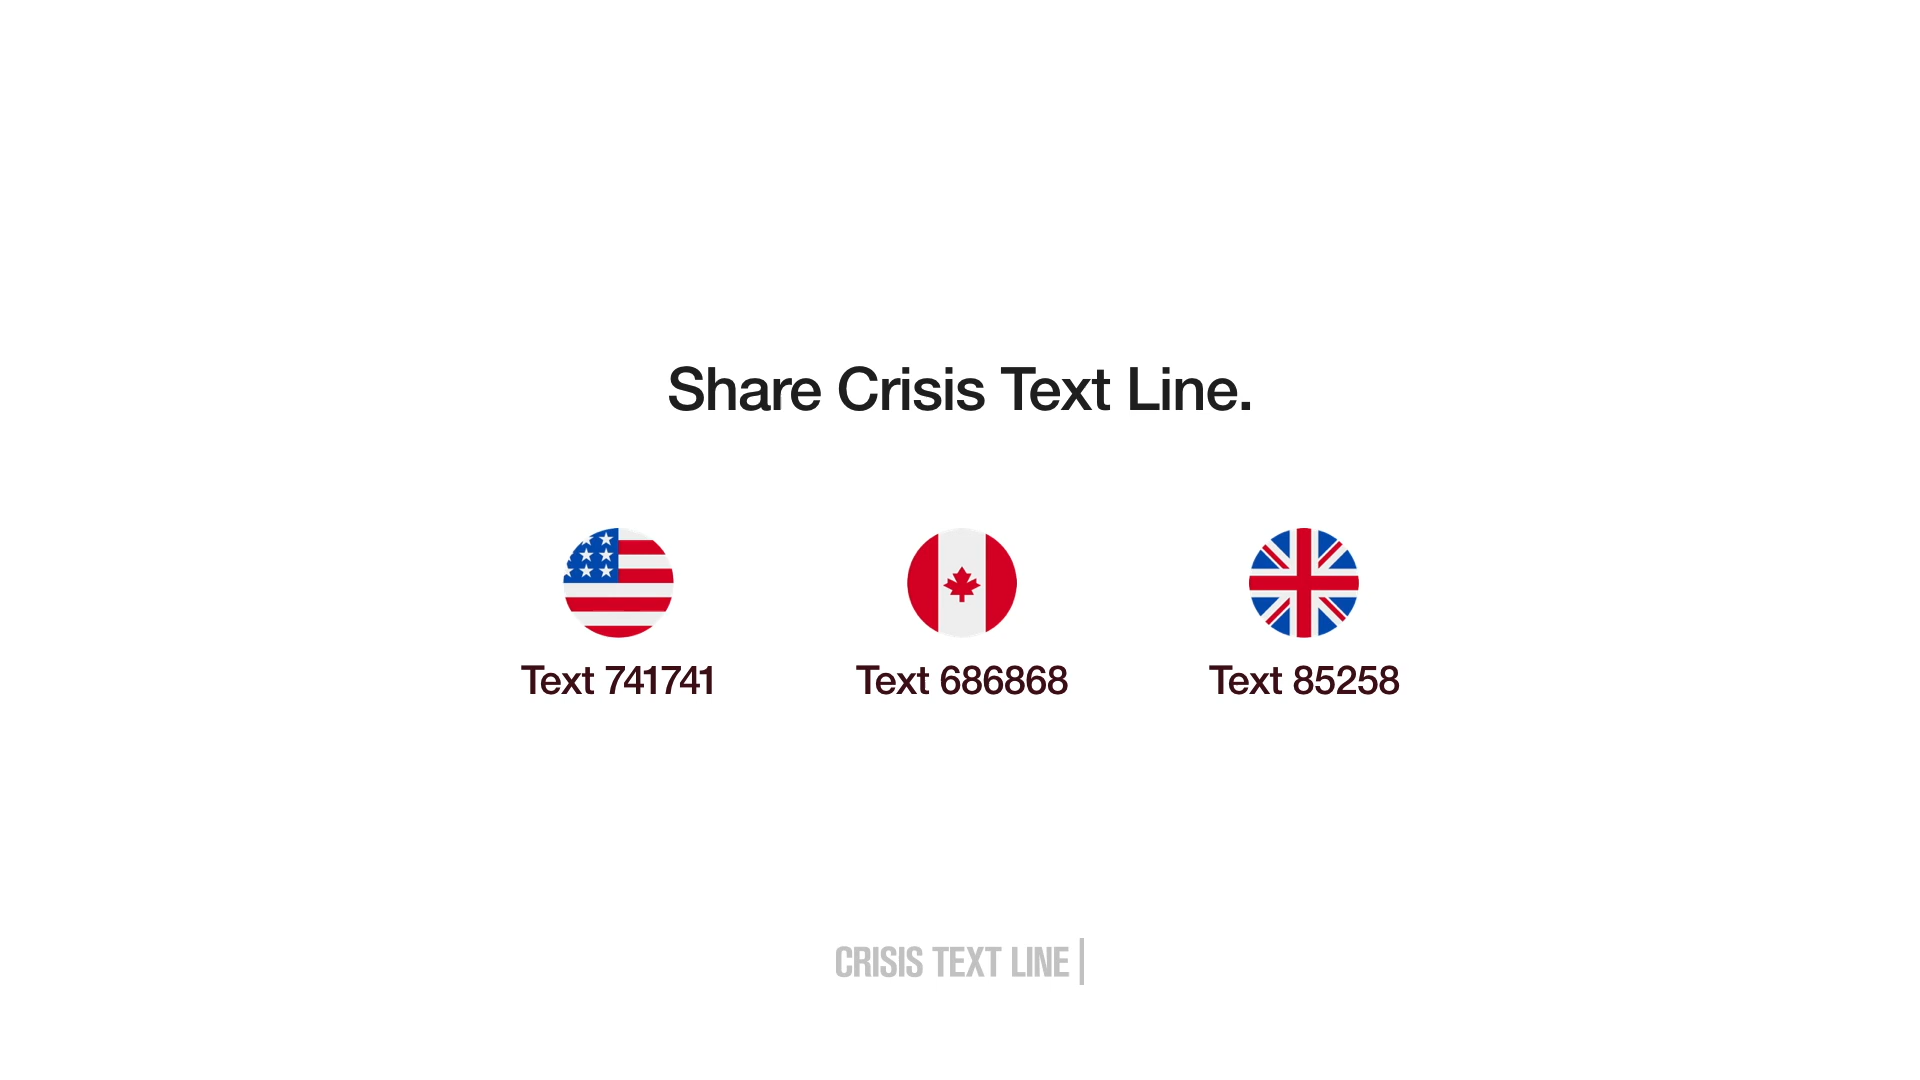 Share Crisis Text Line.
Text 741741
Text 686868
Text 85258
CRISIS TEXT LINE |